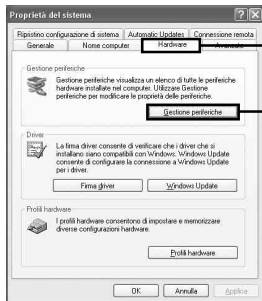 Proprietà del sistema
Ripristino configurazione di sistema Automatic Updates Connessione remota
Generale Nome computer Hardware Avanzate
Gestione periferiche
Gestione periferiche visualizza un elenco di tutte le periferiche
hardware installate nel computer. Utilizzare Gestione
periferiche per modificare le proprietà delle periferiche.
Gestione periferiche
Driver
La firma driver consente di verificare che i driver che si
installano siano compatibili con Windows. Windows Update
consente di configurare la connessione a Windows Update
per i driver.
Firma driver Windows Update
Profili hardware
I profili hardware consentono di impostare e memorizzare
diverse configurazioni hardware.
Profili hardware
OK Annulla Applica